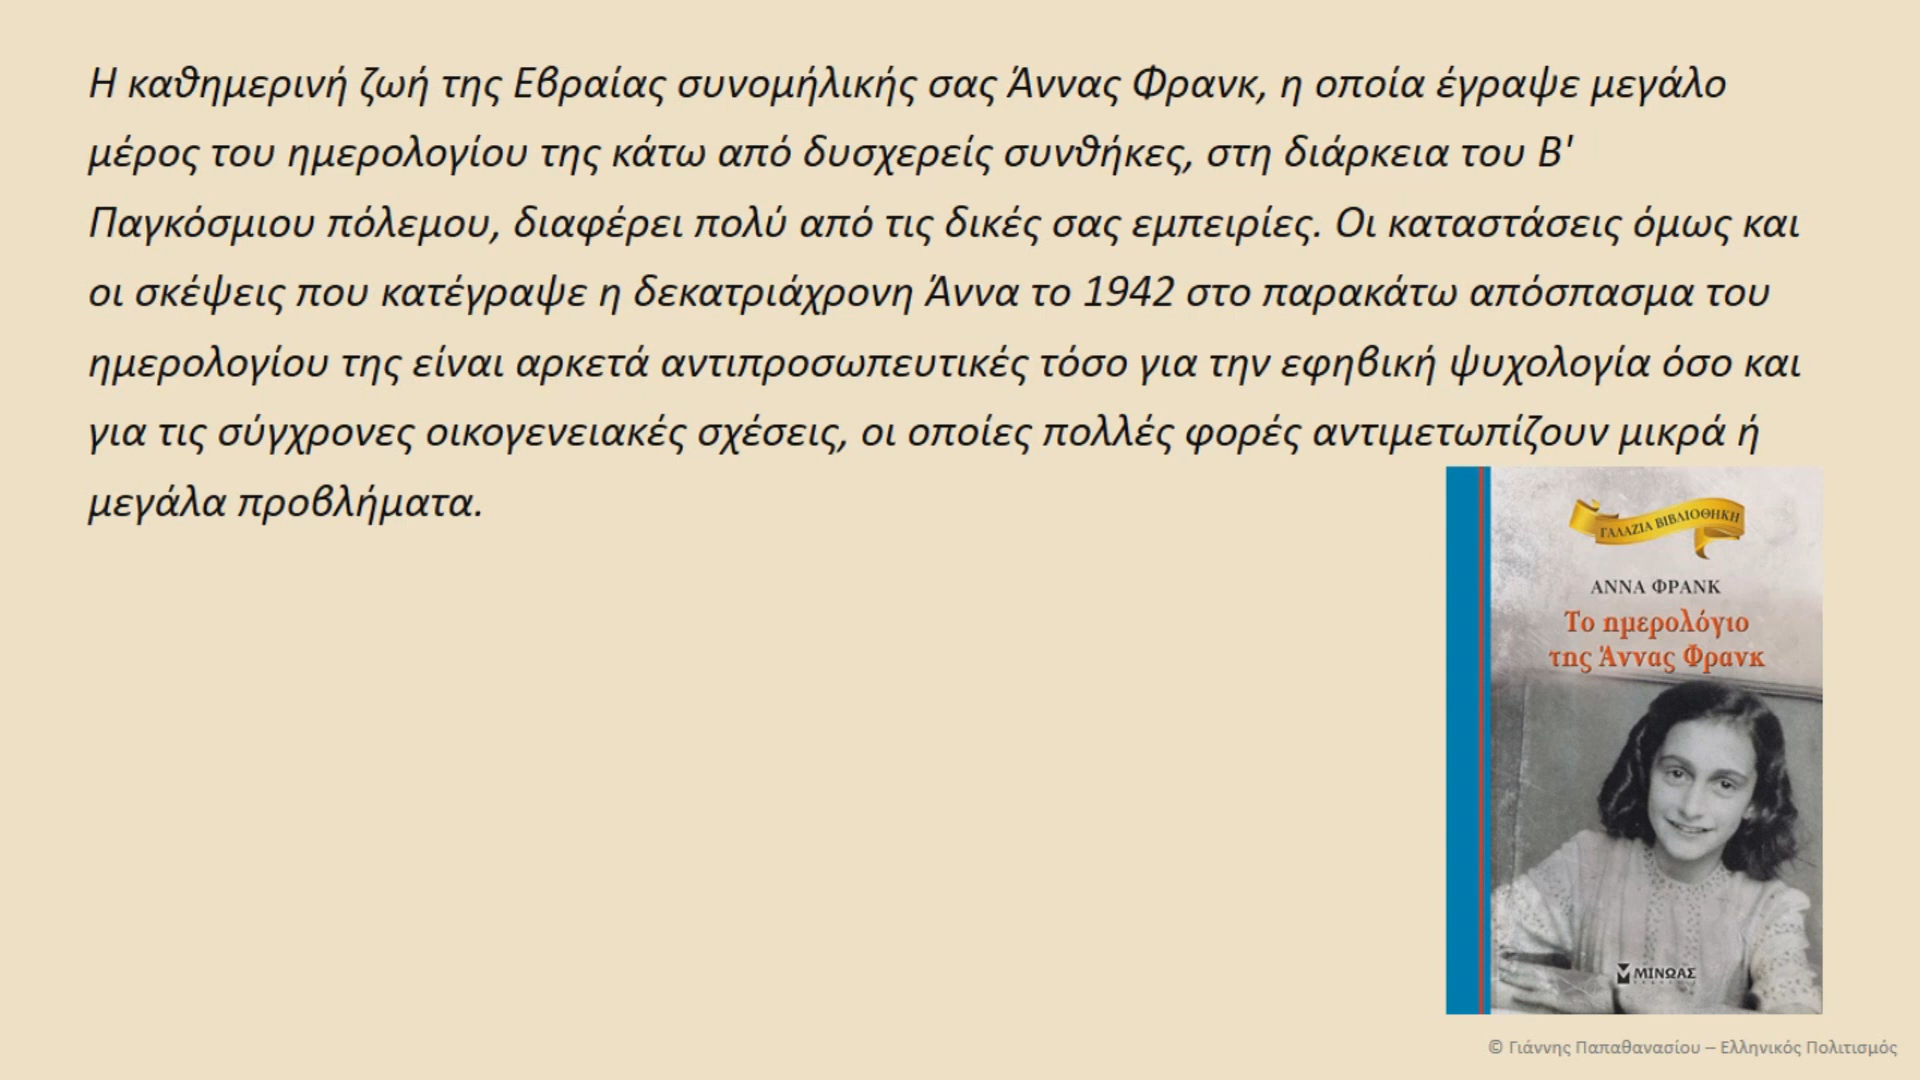 Η καθημερινή ζωή της Εβραίας συνομήλικής σας Άννας Φρανκ, η οποία έγραψε μεγάλο
μέρος του ημερολογίου της κάτω από δυσχερείς συνθήκες, στη διάρκεια του Β'
Παγκόσμιου πόλεμου, διαφέρει πολύ από τις δικές σας εμπειρίες. Οι καταστάσεις όμως και
οι σκέψεις που κατέγραψε η δεκατριάχρονη Άννα το 1942 στο παρακάτω απόσπασμα του
ημερολογίου της είναι αρκετά αντιπροσωπευτικές τόσο για την εφηβική ψυχολογία όσο και
για τις σύγχρονες οικογενειακές σχέσεις, οι οποίες πολλές φορές αντιμετωπίζουν μικρά ή
μεγάλα προβλήματα.
ΓΑΛΑΖΙΑ ΒΙΒΛΙΟΘΗΚΗ
ΑΝΝΑ ΦΡΑΝΚ
Το ημερολόγιο
της Άννας Φρανκ
ΜΙΝΩΑΣ
© Γιάννης Παπαθανασίου – Ελληνικός Πολιτισμός